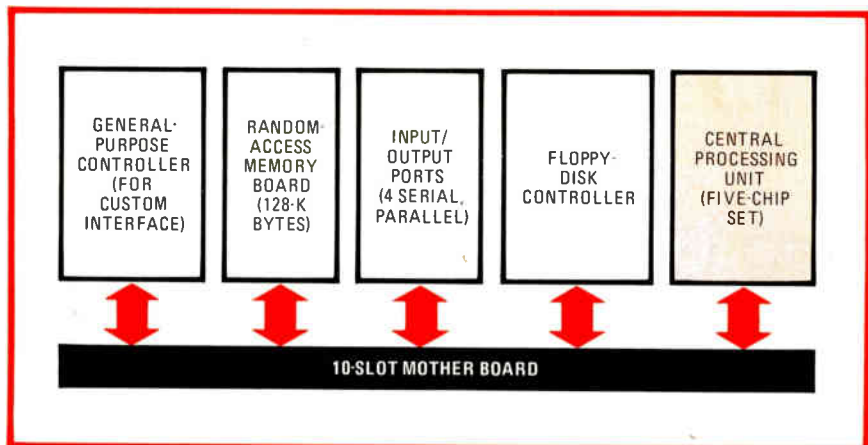 GENERAL-
PURPOSE
CONTROLLER
(FOR
CUSTOM
INTERFACE)
RANDOM-
ACCESS
MEMORY
BOARD
(128-K
BYTES)
INPUT/
OUTPUT
PORTS
(4 SERIAL,
PARALLEL)
FLOPPY-
DISK
CONTROLLER
CENTRAL
PROCESSING
UNIT
(FIVE-CHIP
SET)
10-SLOT MOTHER BOARD